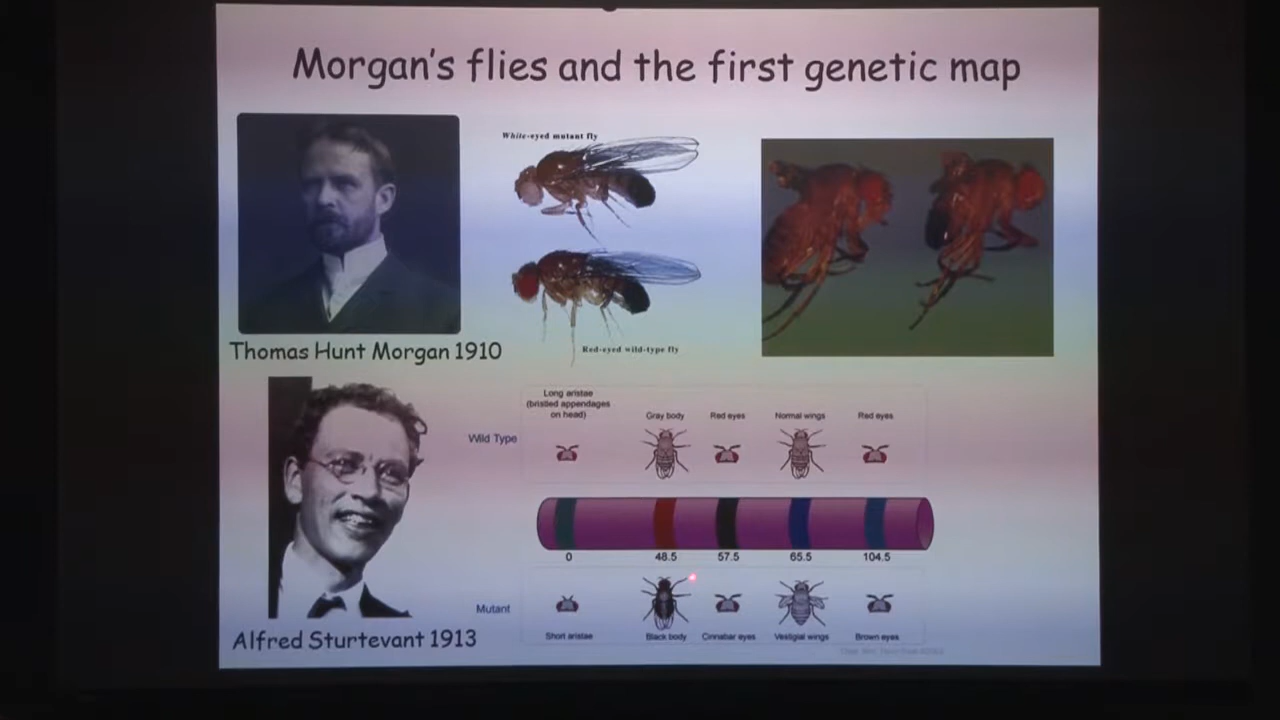 Morgan's flies and the first genetic map
White-eyed mutant fly
Red-eyed wild-type fly
Thomas Hunt Morgan 1910
Long aristae
(bristled appendages
on head)
Gray body
Red eyes
Normal wings
Red eyes
Wild Type
0
48.5
57.5
65.5
104.5
Mutant
Short aristae
Black body
Cinnabar eyes
Vestigial wings
Brown eyes
Alfred Sturtevant 1913